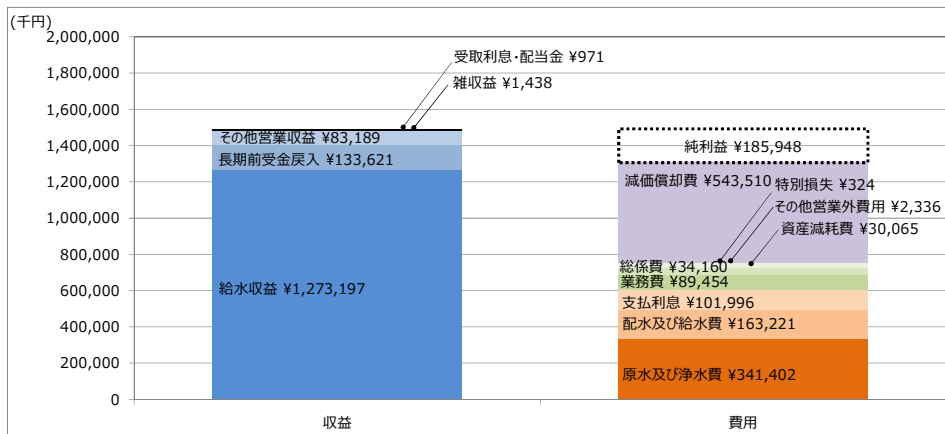 (千円)
2,000,000
1,800,000
1,600,000
1,400,000
1,200,000
1,000,000
800,000
600,000
400,000
200,000
0
受取利息・配当金 ¥971
雑収益 ¥1,438
その他営業収益 ¥83,189
長期前受金戻入 ¥133,621
給水収益 ¥1,273,197
収益
純利益 ¥185,948
減価償却費 ¥543,510
特別損失 ¥324
その他営業外費用 ¥2,336
資産減耗費 ¥30,065
総係費 ¥34,160
業務費 ¥89,454
支払利息 ¥101,996
配水及び給水費 ¥163,221
原水及び浄水費 ¥341,402
費用